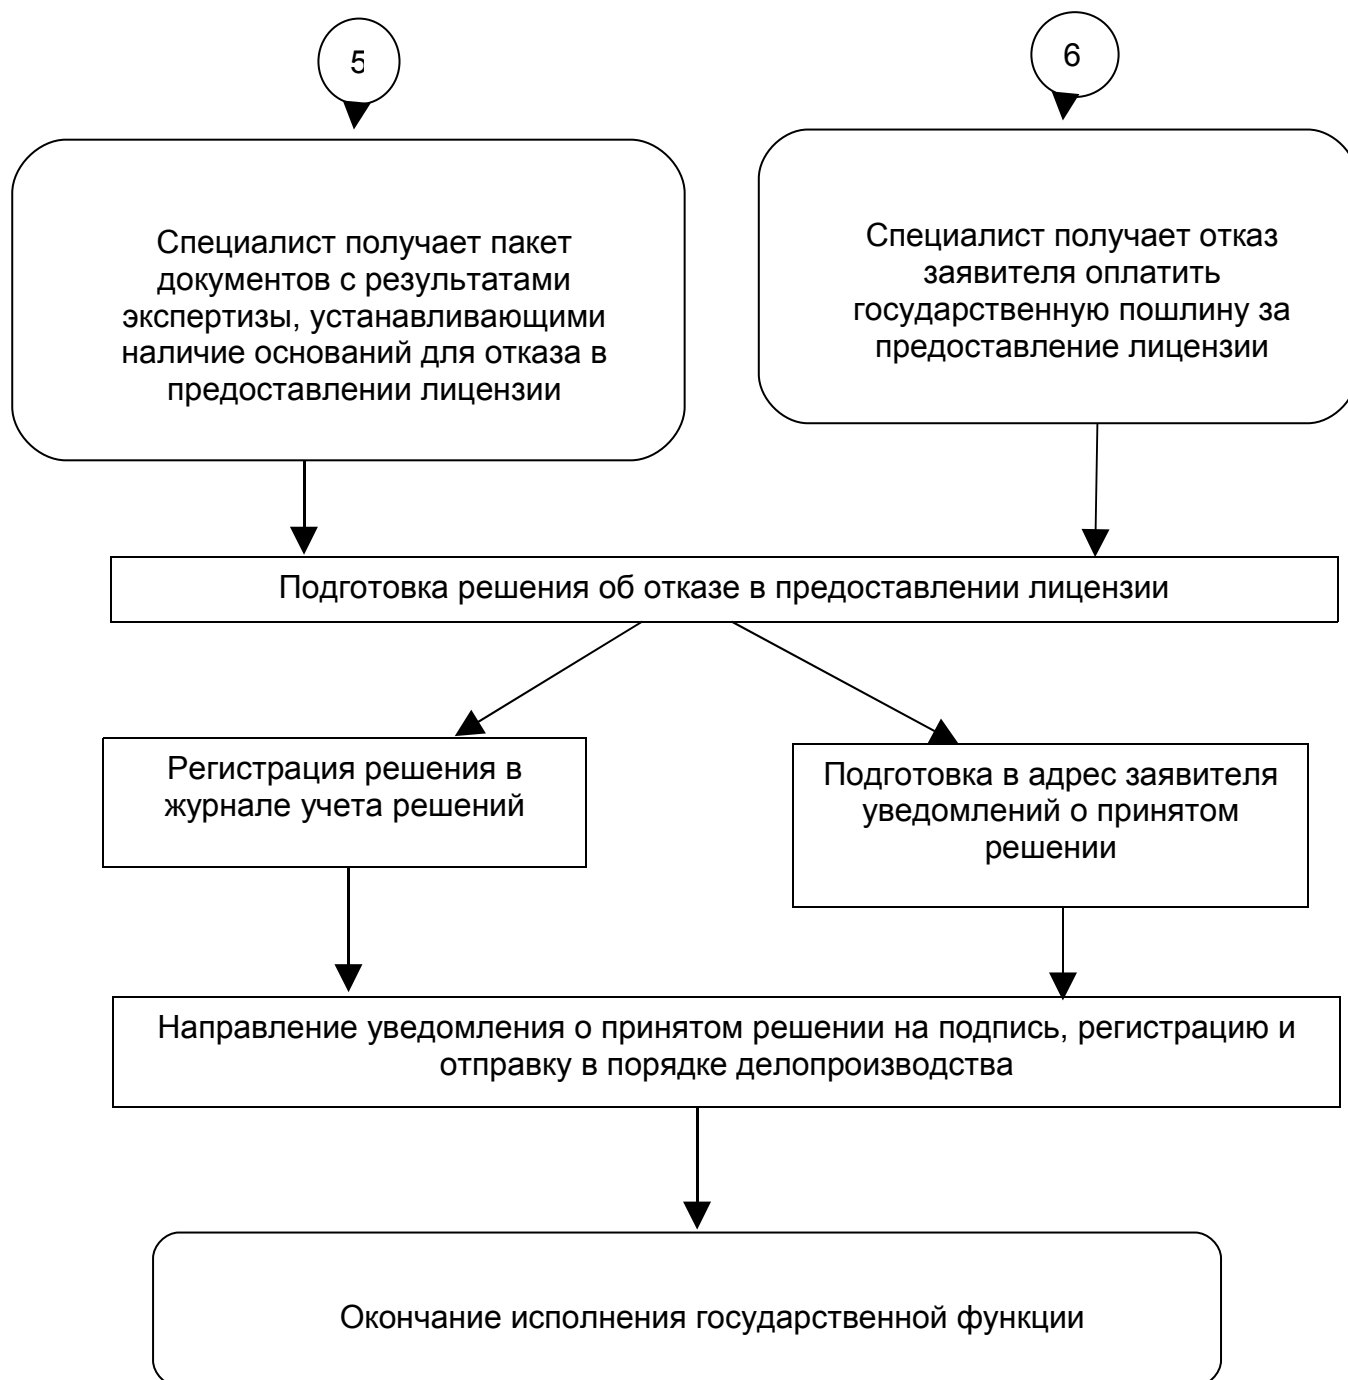 5
6
Специалист получает пакет
документов с результатами
экспертизы, устанавливающими
наличие оснований для отказа в
предоставлении лицензии
Специалист получает отказ
заявителя оплатить
государственную пошлину за
предоставление лицензии
Подготовка решения об отказе в предоставлении лицензии
Регистрация решения в
журнале учета решений
Подготовка в адрес заявителя
уведомлений о принятом
решении
Направление уведомления о принятом решении на подпись, регистрацию и
отправку в порядке делопроизводства
Окончание исполнения государственной функции